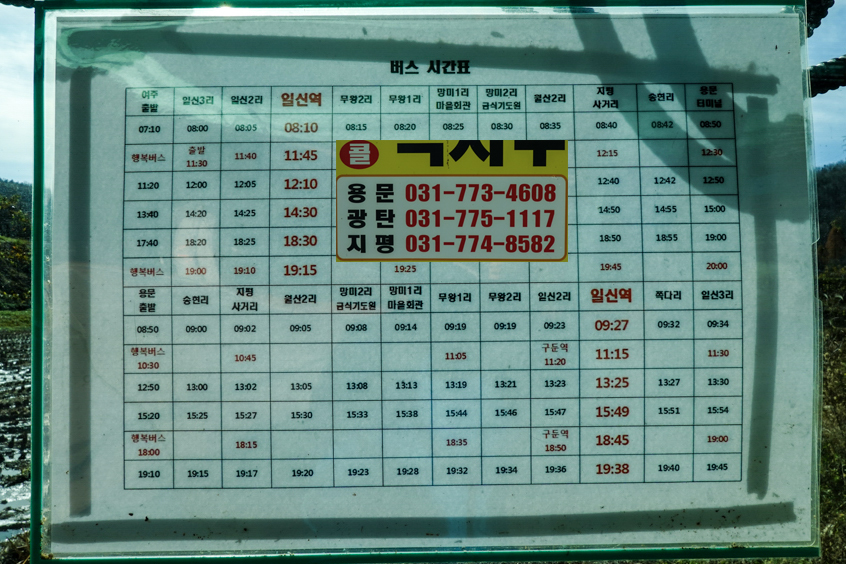 버스 시간표
여주 출발 일신3리 일신2리 일신역 무왕2리 무왕1리 망미1리 마을회관 망미2리 금식기도원 월산2리 지평 사거리 송현리 용문 터미널
07:10 08:00 08:05 08:10 08:15 08:20 08:25 08:30 08:35 08:40 08:42 08:50
행복버스 출발 11:30 11:40 11:45 12:15 12:30
11:20 12:00 12:05 12:10 12:40 12:42 12:50
13:40 14:20 14:25 14:30 14:50 14:55 15:00
17:40 18:20 18:25 18:30 18:50 18:55 19:00
행복버스 19:00 19:10 19:15 19:25 19:45 20:00
콜
용문 031-773-4608
광탄 031-775-1117
지평 031-774-8582
용문 출발 송현리 지평 사거리 월산2리 망미2리 금식기도원 망미1리 마을회관 무왕1리 무왕2리 일신2리 일신역 쪽다리 일신3리
08:50 09:00 09:02 09:05 09:08 09:14 09:19 09:19 09:23 09:27 09:32 09:34
행복버스 10:30 10:45 11:05 구둔역 11:20 11:15 11:30
12:50 13:00 13:02 13:05 13:08 13:13 13:19 13:21 13:23 13:25 13:27 13:30
15:20 15:25 15:27 15:30 15:33 15:38 15:44 15:46 15:47 15:49 15:51 15:54
행복버스 18:00 18:15 18:35 구둔역 18:50 18:45 19:00
19:10 19:15 19:17 19:20 19:23 19:28 19:32 19:34 19:36 19:38 19:40 19:45